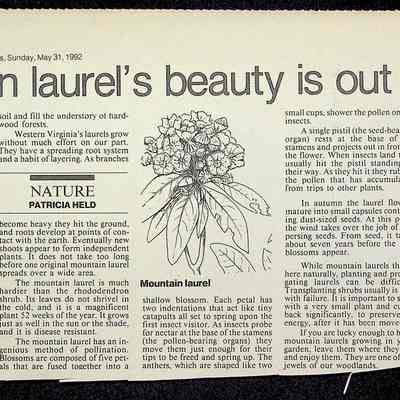 s, Sunday, May 31, 1992
n laurel's beauty is out
soil and fill the understory of hard-
wood forests.
Western Virginia's laurels grow
without much effort on our part.
They have a spreading root system
and a habit of layering. As branches
NATURE
PATRICIA HELD
become heavy they hit the ground,
and roots develop at points of con-
tact with the earth. Eventually new
shoots appear to form independent
plants. It does not take too long
before one original mountain laurel
spreads over a wide area.
The mountain laurel is much
hardier than the rhododendron
shrub. Its leaves do not shrivel in
the cold, and it is a magnificent
plant 52 weeks of the year. It grows
just as well in the sun or the shade,
and it is disease resistant.
The mountain laurel has an in-
genious method of pollination.
Blossoms are composed of five pet-
als that are fused together into a
Mountain laurel
shallow blossom. Each petal has
two indentations that act like tiny
catapults all set to spring upon the
first insect visitor. As insects probe
for nectar at the base of the stamens
(the pollen-bearing organs) they
move them just enough for their
tips to be freed and spring up. The
anthers, which are shaped like two
small cups, shower the pollen on
insects.
A single pistil (the seed-bea
organ) rests at the base of
stamens and projects out in from
the flower. When insects land t
usually hit the pistil standing
their way. As they hit it they rub
the pollen that has accumulat
from trips to other plants.
In autumn the laurel flow
mature into small capsules cont
ing dust-sized seeds. At this p
the wind takes over the job of
persing seeds. From seed, it ta
about seven years before the
blossoms appear.
While mountain laurels th
here naturally, planting and pro
gating laurels can be diffic
Transplanting shrubs usually is
with failure. It is important to s
with a very small plant and cu
back significantly, to preserve
energy, after it has been move
If you are lucky enough to h
mountain laurels growing in y
garden, leave them where they
and enjoy them. They are one of
jewels of our woodlands.